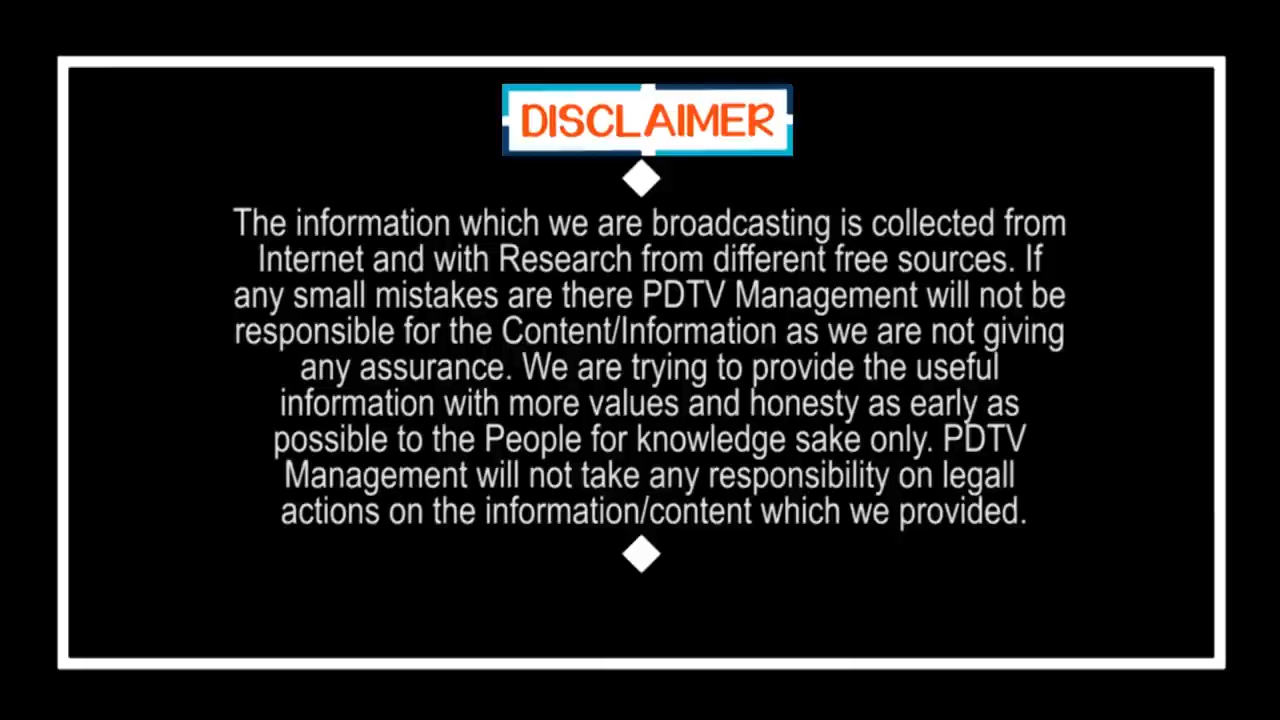 DISCLAIMER
The information which we are broadcasting is collected from
Internet and with Research from different free sources. If
any small mistakes are there PDTV Management will not be
responsible for the Content/Information as we are not giving
any assurance. We are trying to provide the useful
information with more values and honesty as early as
possible to the People for knowledge sake only. PDTV
Management will not take any responsibility on legall
actions on the information/content which we provided.